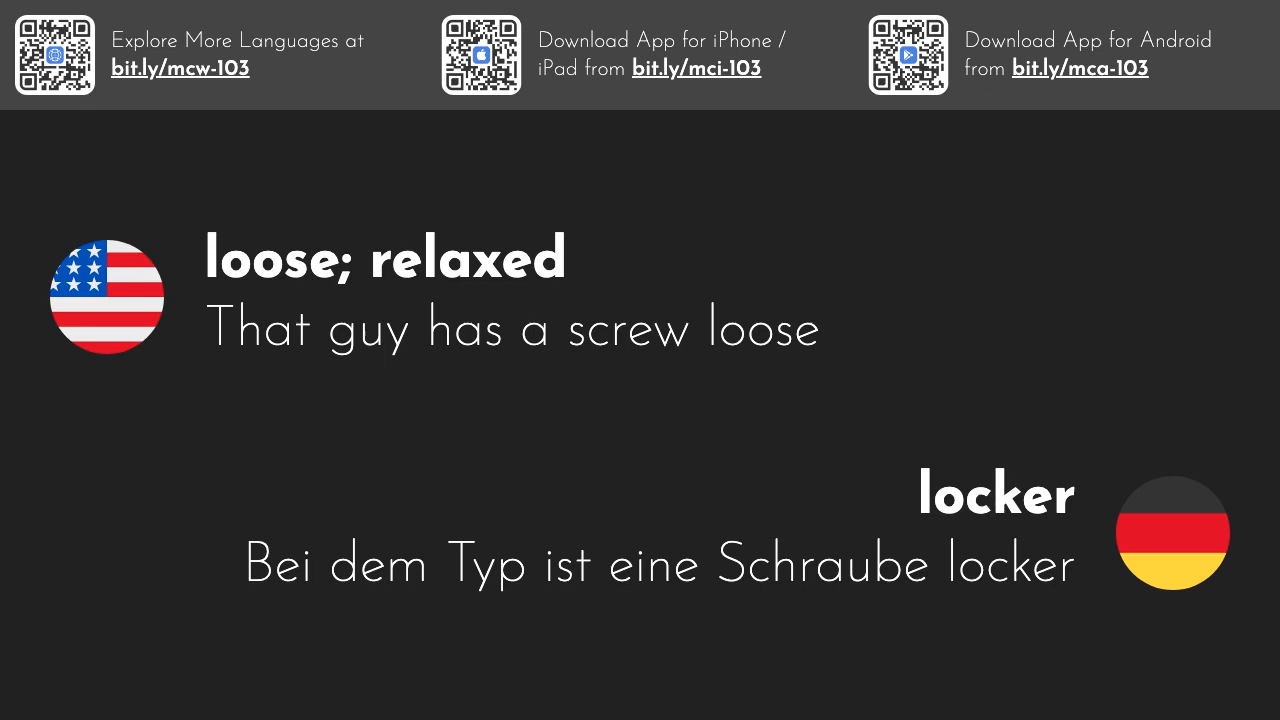 Explore More Languages at
bit.ly/mcw-103
Download App for iPhone /
iPad from bit.ly/mci-103
Download App for Android
from bit.ly/mca-103
loose; relaxed
That guy has a screw loose
locker
Bei dem Typ ist eine Schraube locker